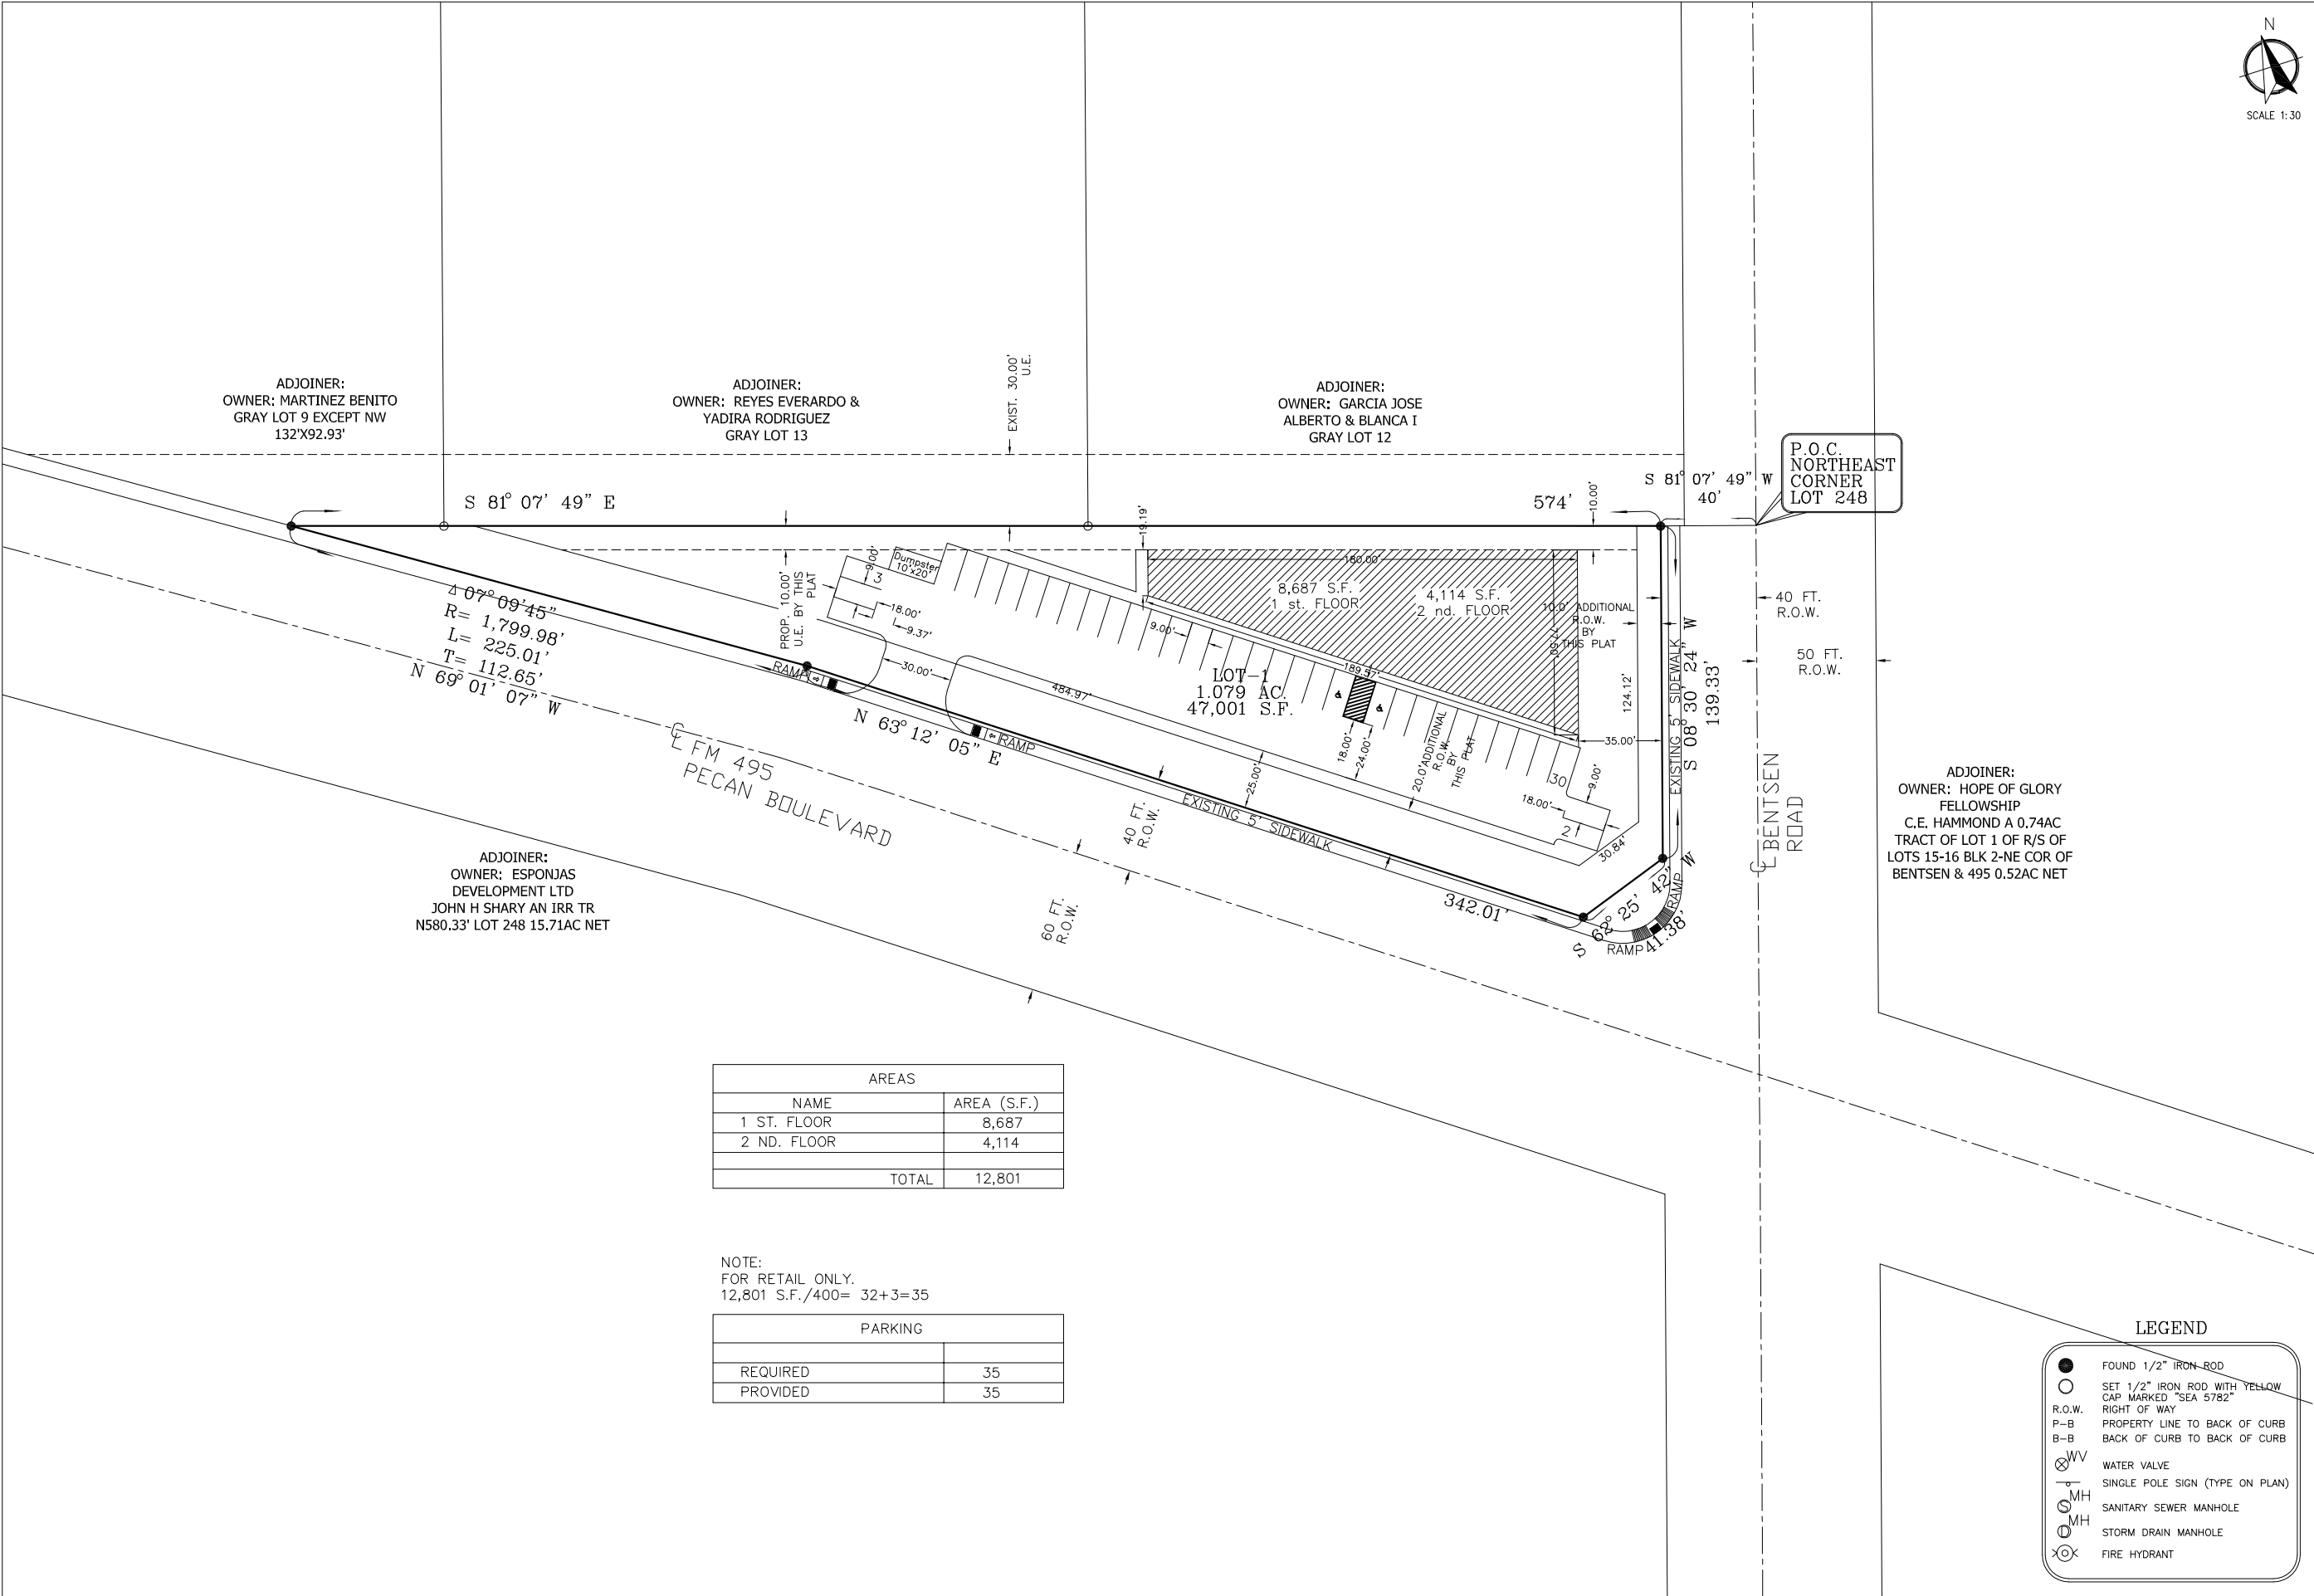 N
SCALE 1:30
ADJOINER:
OWNER: MARTINEZ BENITO
GRAY LOT 9 EXCEPT NW
132'X92.93'
ADJOINER:
OWNER: REYES EVERARDO &
YADIRA RODRIGUEZ
GRAY LOT 13
EXIST. 30.00'
U.E.
ADJOINER:
OWNER: GARCIA JOSE
ALBERTO & BLANCA I
GRAY LOT 12
P.O.C.
NORTHEAST
CORNER
LOT 248
S 81° 07' 49" W
40'
S 81° 07' 49" E
574'
10.00'
19.19'
180.00'
8,687 S.F.
1 st. FLOOR
4,114 S.F.
2 nd. FLOOR
77.50'
10.0' ADDITIONAL
R.O.W.
BY
THIS PLAT
40 FT.
R.O.W.
50 FT.
R.O.W.
Δ 07° 09'45"
R= 1,799.98'
L= 225.01'
T= 112.65'
N 69° 01' 07" W
PROP. 10.00'
U.E. BY THIS
PLAT
Dumpster
10'x20'
9.00'
3
18.00'
9.37'
30.00'
9.00'
484.97'
189.57'
LOT-1
1.079 AC.
47,001 S.F.
18.00'
24.00'
20.0' ADDITIONAL
R.O.W.
BY
THIS PLAT
25.00'
35.00'
124.12'
EXISTING 5' SIDEWALK
S 08° 30' 24" W
139.33'
30
9.00'
18.00'
2
30.84'
RAMP
N 63° 12' 05" E
RAMP
EXISTING 5' SIDEWALK
342.01'
S 62° 25' 42" W
41.38'
RAMP
RAMP
℄ FM 495
PECAN BOULEVARD
40 FT.
R.O.W.
60 FT.
R.O.W.
℄ BENTSEN
ROAD
ADJOINER:
OWNER: HOPE OF GLORY
FELLOWSHIP
C.E. HAMMOND A 0.74AC
TRACT OF LOT 1 OF R/S OF
LOTS 15-16 BLK 2-NE COR OF
BENTSEN & 495 0.52AC NET
ADJOINER:
OWNER: ESPONJAS
DEVELOPMENT LTD
JOHN H SHARY AN IRR TR
N580.33' LOT 248 15.71AC NET
AREAS
NAME AREA (S.F.)
1 ST. FLOOR 8,687
2 ND. FLOOR 4,114
TOTAL 12,801
NOTE:
FOR RETAIL ONLY.
12,801 S.F./400= 32+3=35
PARKING
REQUIRED 35
PROVIDED 35
LEGEND
FOUND 1/2" IRON ROD
SET 1/2" IRON ROD WITH YELLOW
CAP MARKED "SEA 5782"
R.O.W. RIGHT OF WAY
P-B PROPERTY LINE TO BACK OF CURB
B-B BACK OF CURB TO BACK OF CURB
WV WATER VALVE
SINGLE POLE SIGN (TYPE ON PLAN)
S MH SANITARY SEWER MANHOLE
D MH STORM DRAIN MANHOLE
FIRE HYDRANT